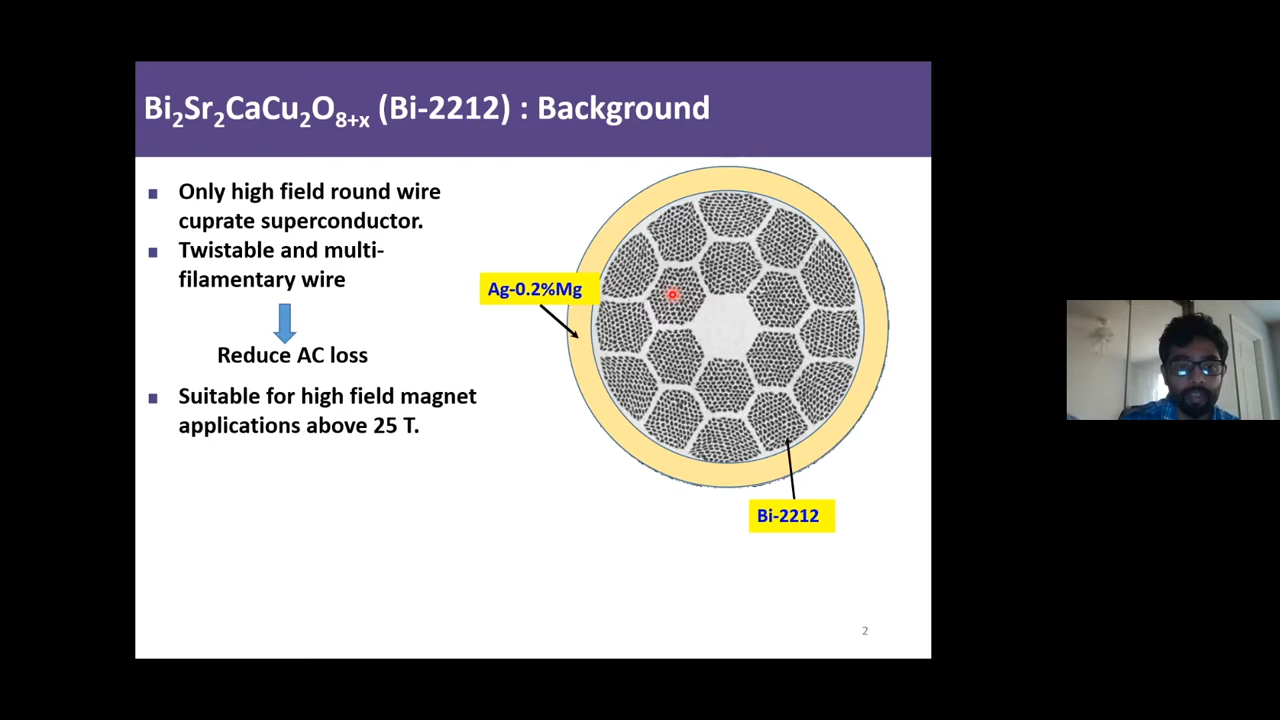 Bi₂Sr₂CaCu₂O₈₊ₓ (Bi-2212) : Background
Only high field round wire
cuprate superconductor.
Twistable and multi-
filamentary wire
Reduce AC loss
Suitable for high field magnet
applications above 25 T.
Ag-0.2%Mg
Bi-2212
2